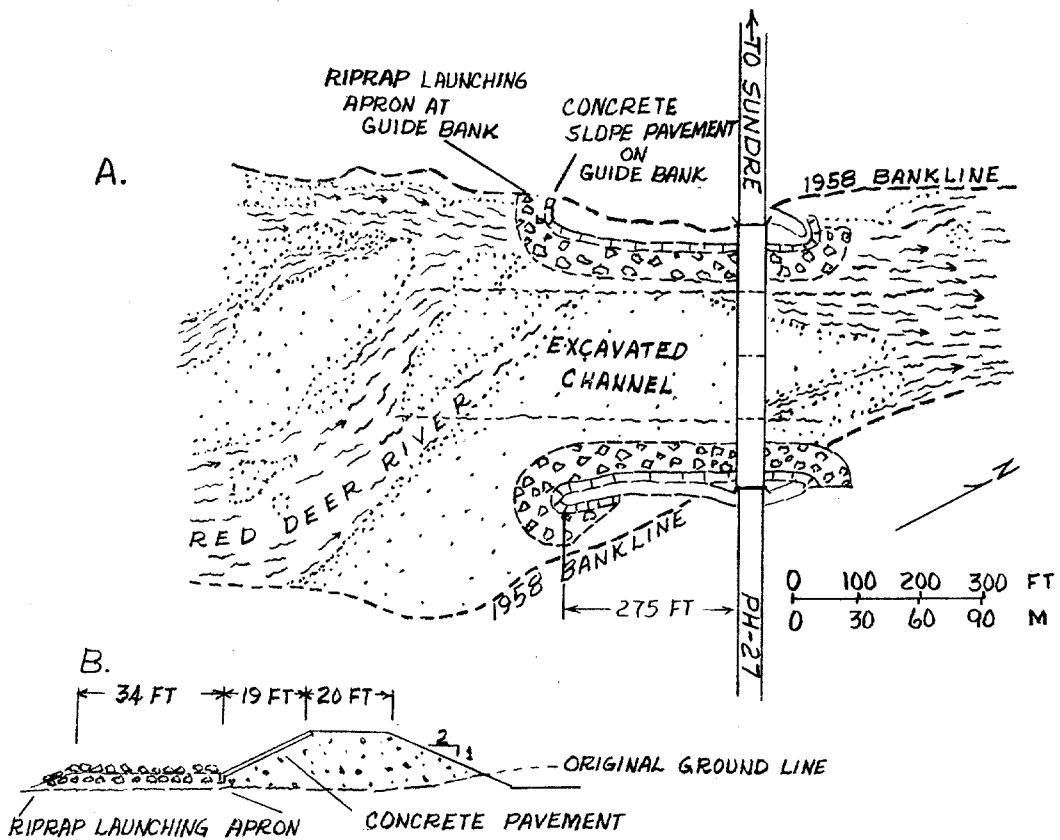 A.
RIPRAP LAUNCHING
APRON AT
GUIDE BANK
CONCRETE
SLOPE PAVEMENT
ON
GUIDE BANK
TO SUNDRE
1958 BANKLINE
EXCAVATED
CHANNEL
RED DEER RIVER
1958 BANKLINE
N
275 FT
PH-27
0 100 200 300 FT
0 30 60 90 M
B.
34 FT 19 FT 20 FT
2
1
ORIGINAL GROUND LINE
RIPRAP LAUNCHING APRON
CONCRETE PAVEMENT